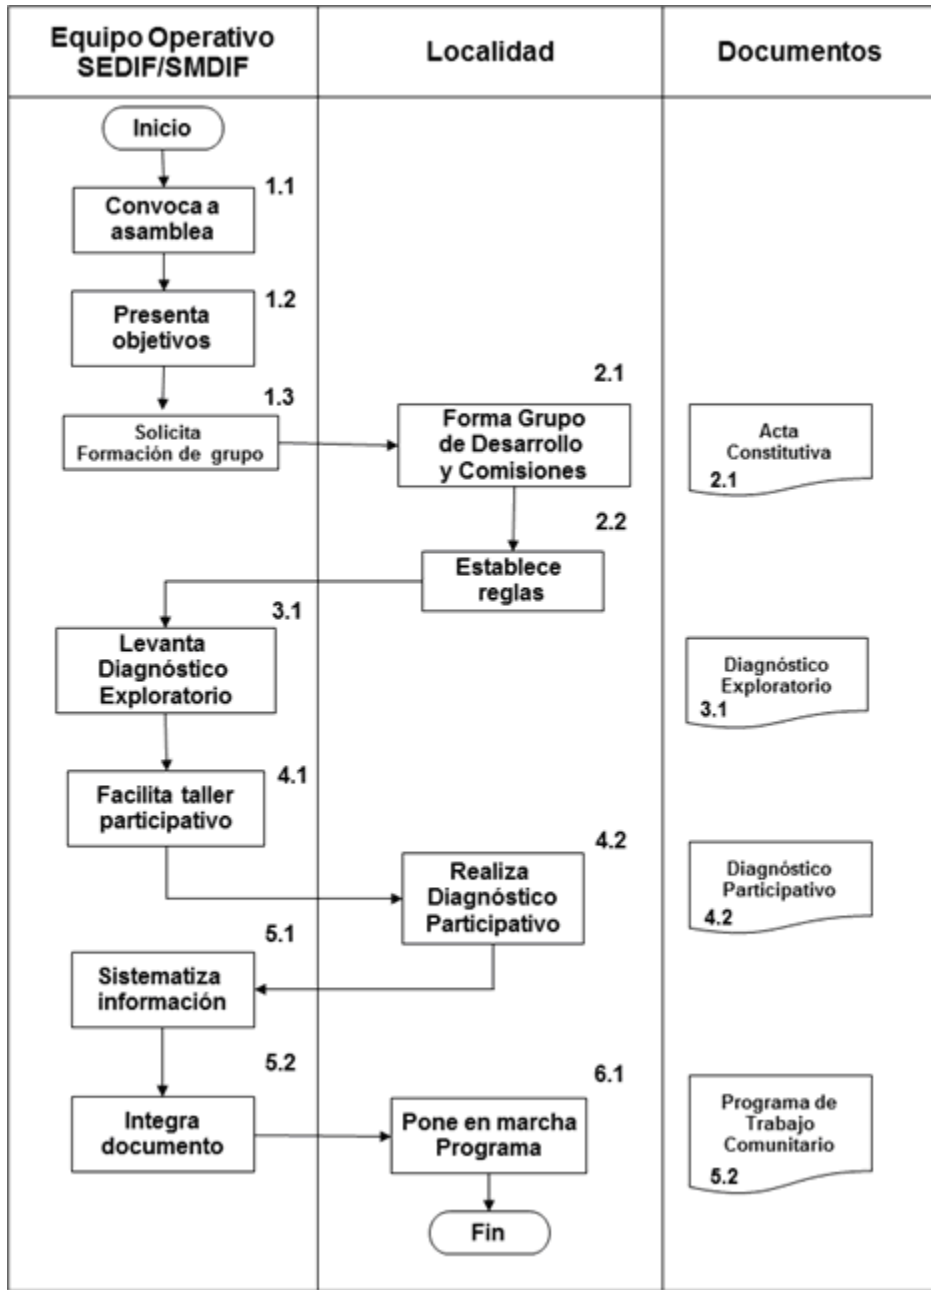 Equipo Operativo
SEDIF/SMDIF
Localidad
Documentos
Inicio
1.1
Convoca a
asamblea
1.2
Presenta
objetivos
1.3
Solicita
Formación de grupo
2.1
Forma Grupo
de Desarrollo
y Comisiones
Acta
Constitutiva
2.1
2.2
Establece
reglas
3.1
Levanta
Diagnóstico
Exploratorio
Diagnóstico
Exploratorio
3.1
4.1
Facilita taller
participativo
4.2
Realiza
Diagnóstico
Participativo
Diagnóstico
Participativo
4.2
5.1
Sistematiza
información
5.2
Integra
documento
6.1
Pone en marcha
Programa
Programa de
Trabajo
Comunitario
5.2
Fin